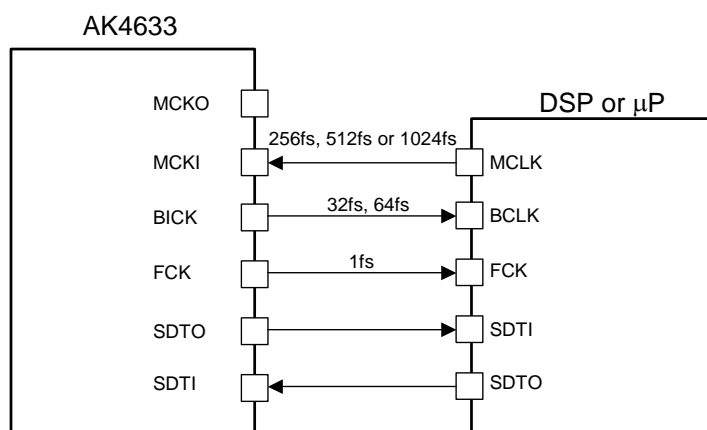 AK4633
DSP or μP
MCKO
256fs, 512fs or 1024fs
MCKI
MCLK
32fs, 64fs
BICK
BCLK
1fs
FCK
FCK
SDTO
SDTI
SDTI
SDTO